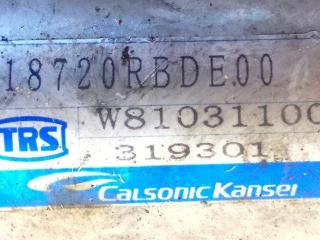 18720RBDE00
W81031100
TRS
319301
Calsonic Kansei